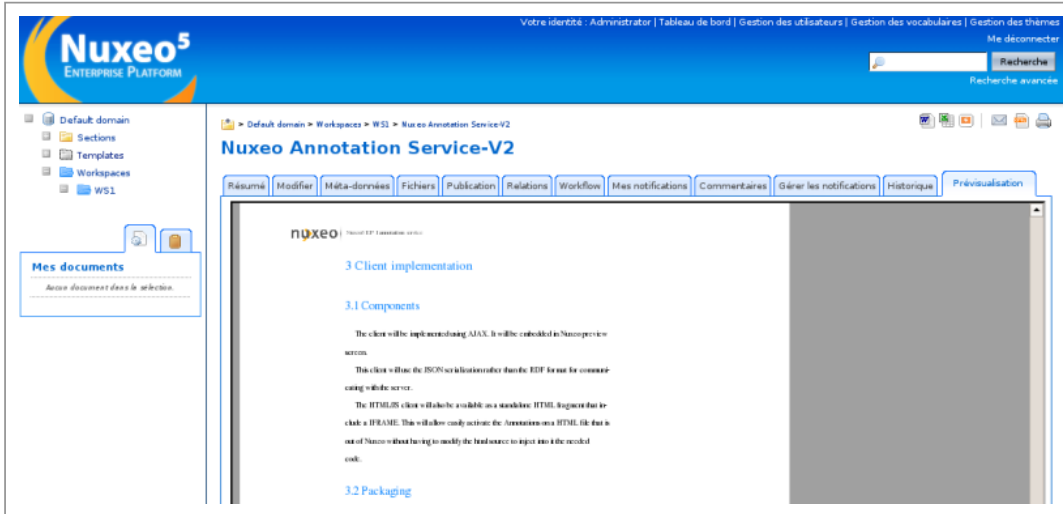 Votre identité : Administrator | Tableau de bord | Gestion des utilisateurs | Gestion des vocabulaires | Gestion des thèmes
Me déconnecter
Nuxeo5
ENTERPRISE PLATFORM
Recherche
Recherche avancée
Default domain
Sections
Templates
Workspaces
WS1
Mes documents
Aucun document dans la sélection.
> Default domain > Workspaces > WS1 > Nuxeo Annotation Service-V2
Nuxeo Annotation Service-V2
Résumé Modifier Méta-données Fichiers Publication Relations Workflow Mes notifications Commentaires Gérer les notifications Historique Prévisualisation
nuxeo
3 Client implementation
3.1 Components
The client will be implemented using AJAX. It will be embedded in Nuxeo preview
screen.
This client will use the JSON serialization rather than the RDF format for communi-
cating with the server.
The HTML/JS client will also be available as a standalone HTML fragment that in-
clude a IFRAME. This will allow easily activate the Annotations on a HTML file that is
out of Nuxeo without having to modify the html source to inject into it the needed
code.
3.2 Packaging